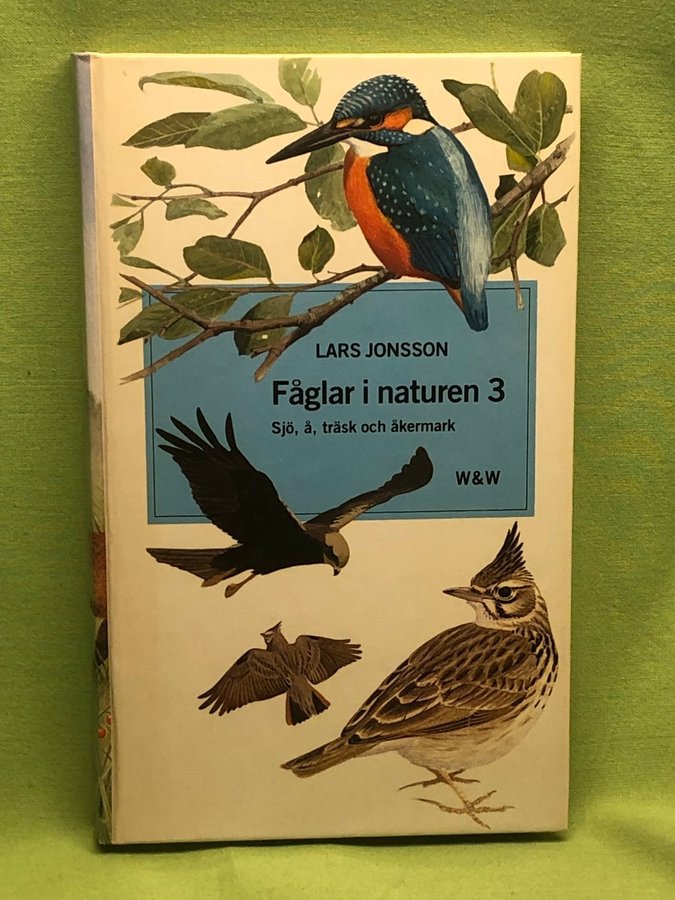 LARS JONSSON
Fåglar i naturen 3
Sjö, å, träsk och åkermark
W&W